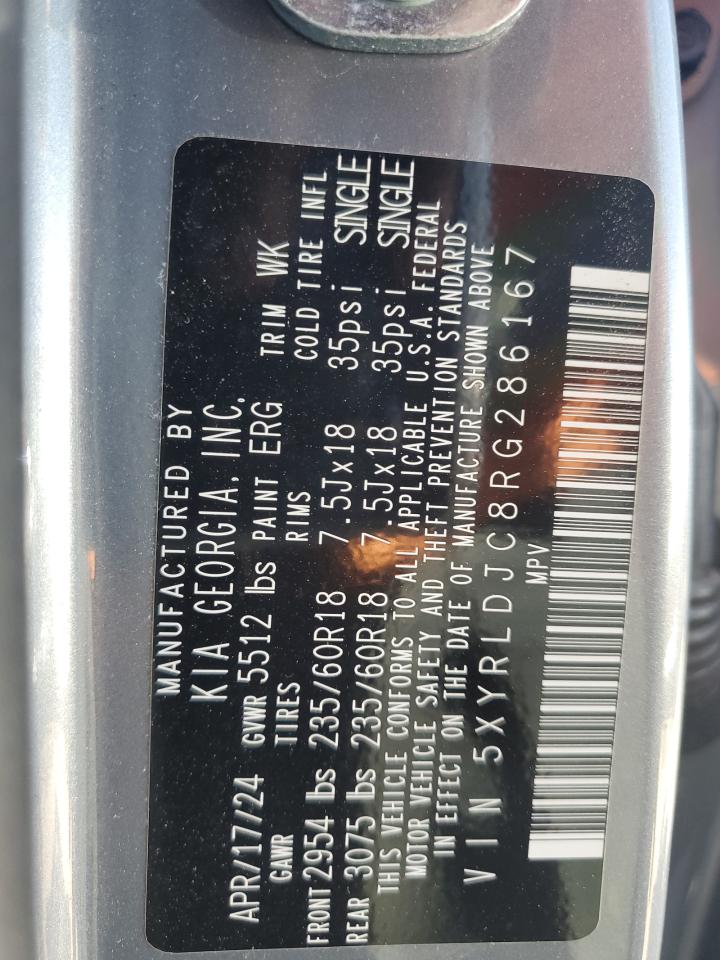 MANUFACTURED BY
KIA GEORGIA, INC.
APR/17/24 GVWR 5512 lbs PAINT ERG TRIM WK
GAWR TIRES RIMS COLD TIRE INFL
FRONT 2954 lbs 235/60R18 7.5Jx18 35psi SINGLE
REAR 3075 lbs 235/60R18 7.5Jx18 35psi SINGLE
THIS VEHICLE CONFORMS TO ALL APPLICABLE U.S.A. FEDERAL
MOTOR VEHICLE SAFETY AND THEFT PREVENTION STANDARDS
IN EFFECT ON THE DATE OF MANUFACTURE SHOWN ABOVE
VIN 5XYRLDJC8RG286167
MPV